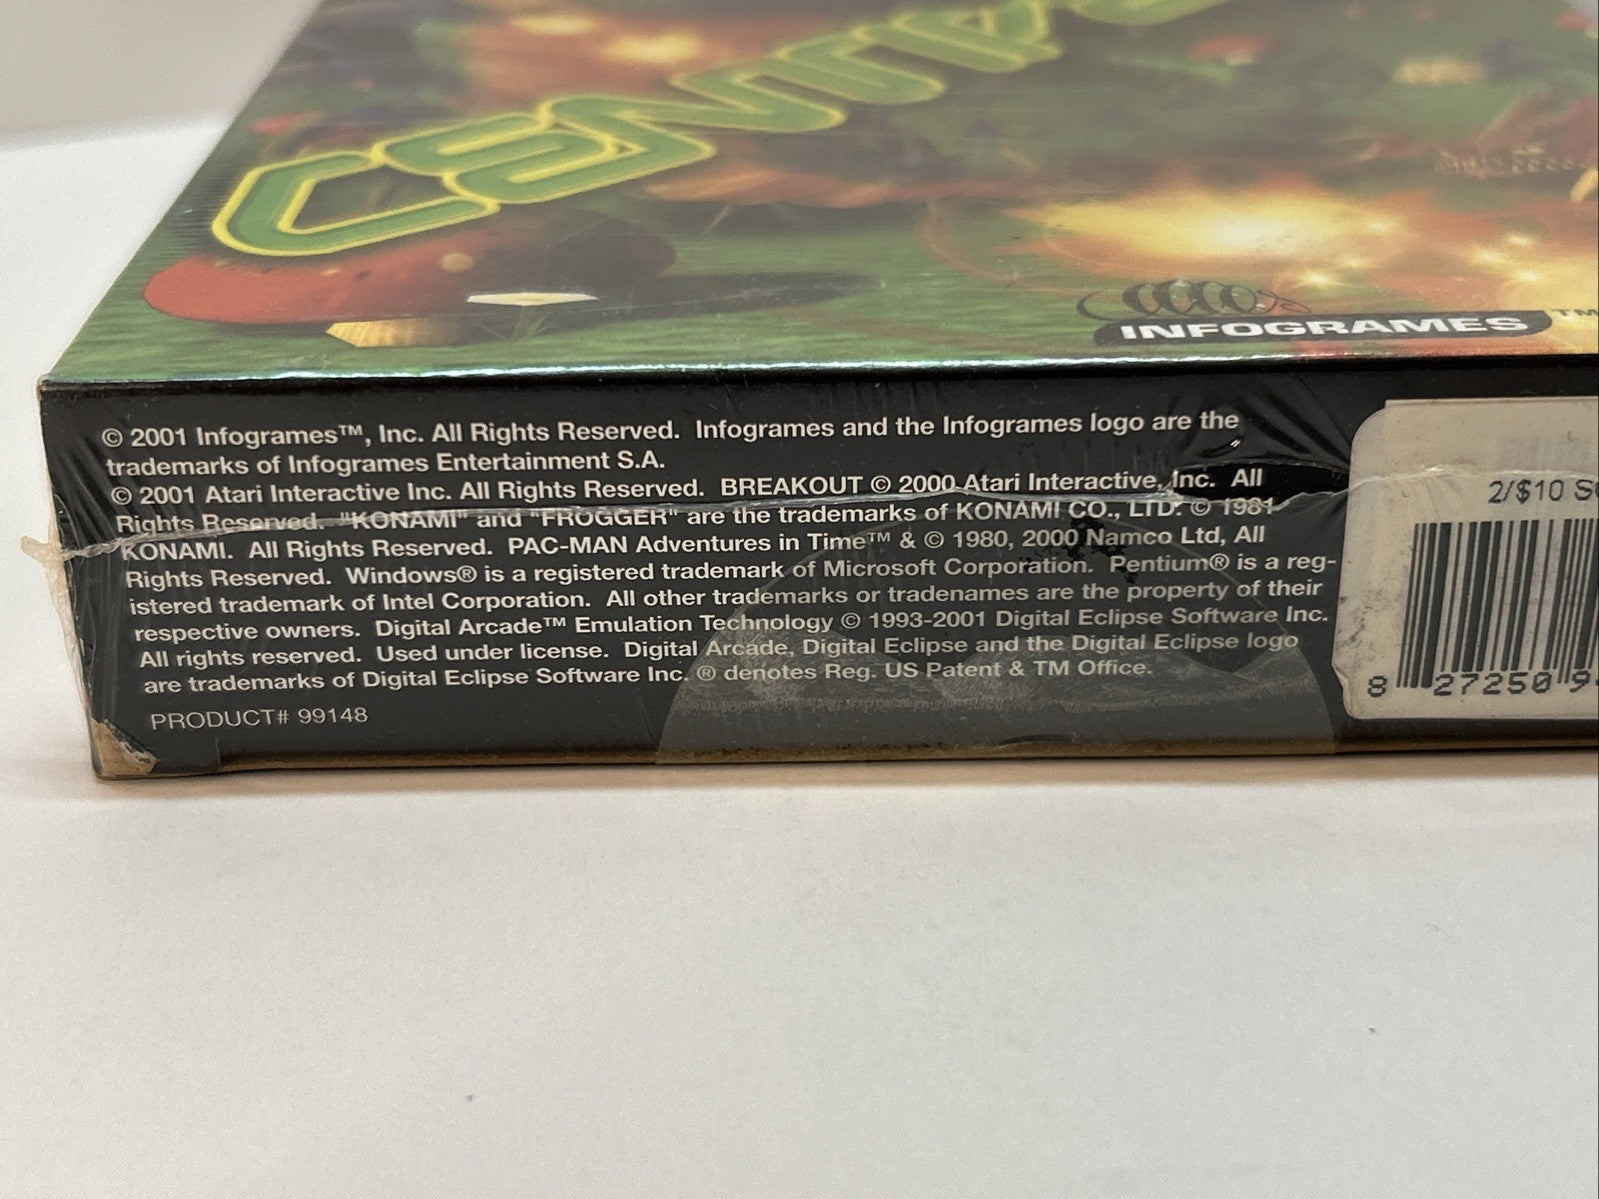 INFOGRAMES™
© 2001 Infogrames™, Inc. All Rights Reserved. Infogrames and the Infogrames logo are the
trademarks of Infogrames Entertainment S.A.
© 2001 Atari Interactive Inc. All Rights Reserved. BREAKOUT © 2000 Atari Interactive, Inc. All
Rights Reserved. "KONAMI" and "FROGGER" are the trademarks of KONAMI CO., LTD. © 1981
KONAMI. All Rights Reserved. PAC-MAN Adventures in Time™ & © 1980, 2000 Namco Ltd, All
Rights Reserved. Windows® is a registered trademark of Microsoft Corporation. Pentium® is a reg-
istered trademark of Intel Corporation. All other trademarks or tradenames are the property of their
respective owners. Digital Arcade™ Emulation Technology © 1993-2001 Digital Eclipse Software Inc.
All rights reserved. Used under license. Digital Arcade, Digital Eclipse and the Digital Eclipse logo
are trademarks of Digital Eclipse Software Inc. ® denotes Reg. US Patent & TM Office.
PRODUCT# 99148
2/$10
8 27250 9